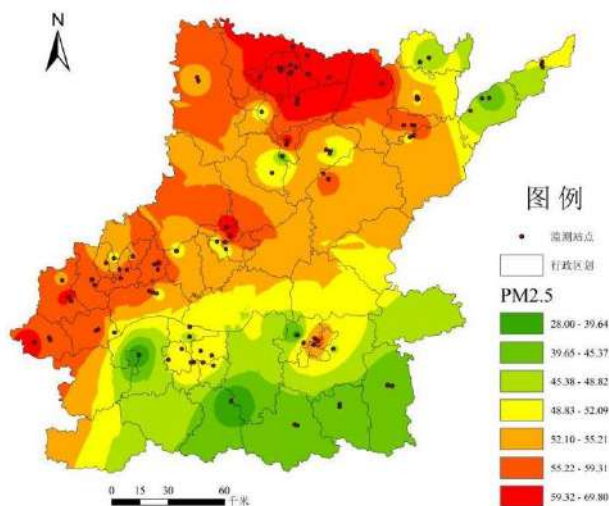 N
图 例
监测站点
行政区划
PM2.5
28.00 - 39.64
39.65 - 45.37
45.38 - 48.82
48.83 - 52.09
52.10 - 55.21
55.22 - 59.31
59.32 - 69.80
0 15 30 60
千米